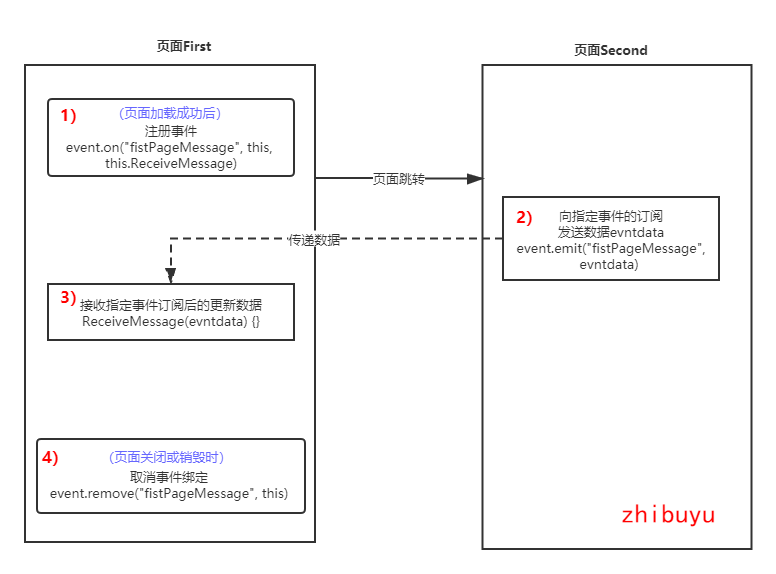 页面First
1)
(页面加载成功后)
注册事件
event.on("fistPageMessage", this,
this.ReceiveMessage)
传递数据
3)
接收指定事件订阅后的更新数据
ReceiveMessage(evntdata) {}
4)
(页面关闭或销毁时)
取消事件绑定
event.remove("fistPageMessage", this)
页面跳转
页面Second
2)
向指定事件的订阅
发送数据evntdata
event.emit("fistPageMessage",
evntdata)
zhibuyu